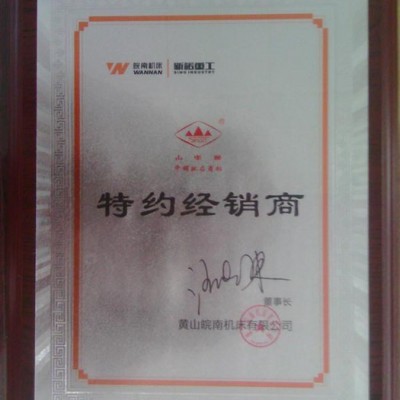 皖南机床 新诺重工
WANNAN SINO INDUSTRY
®
特约经销商
董事长
黄山皖南机床有限公司